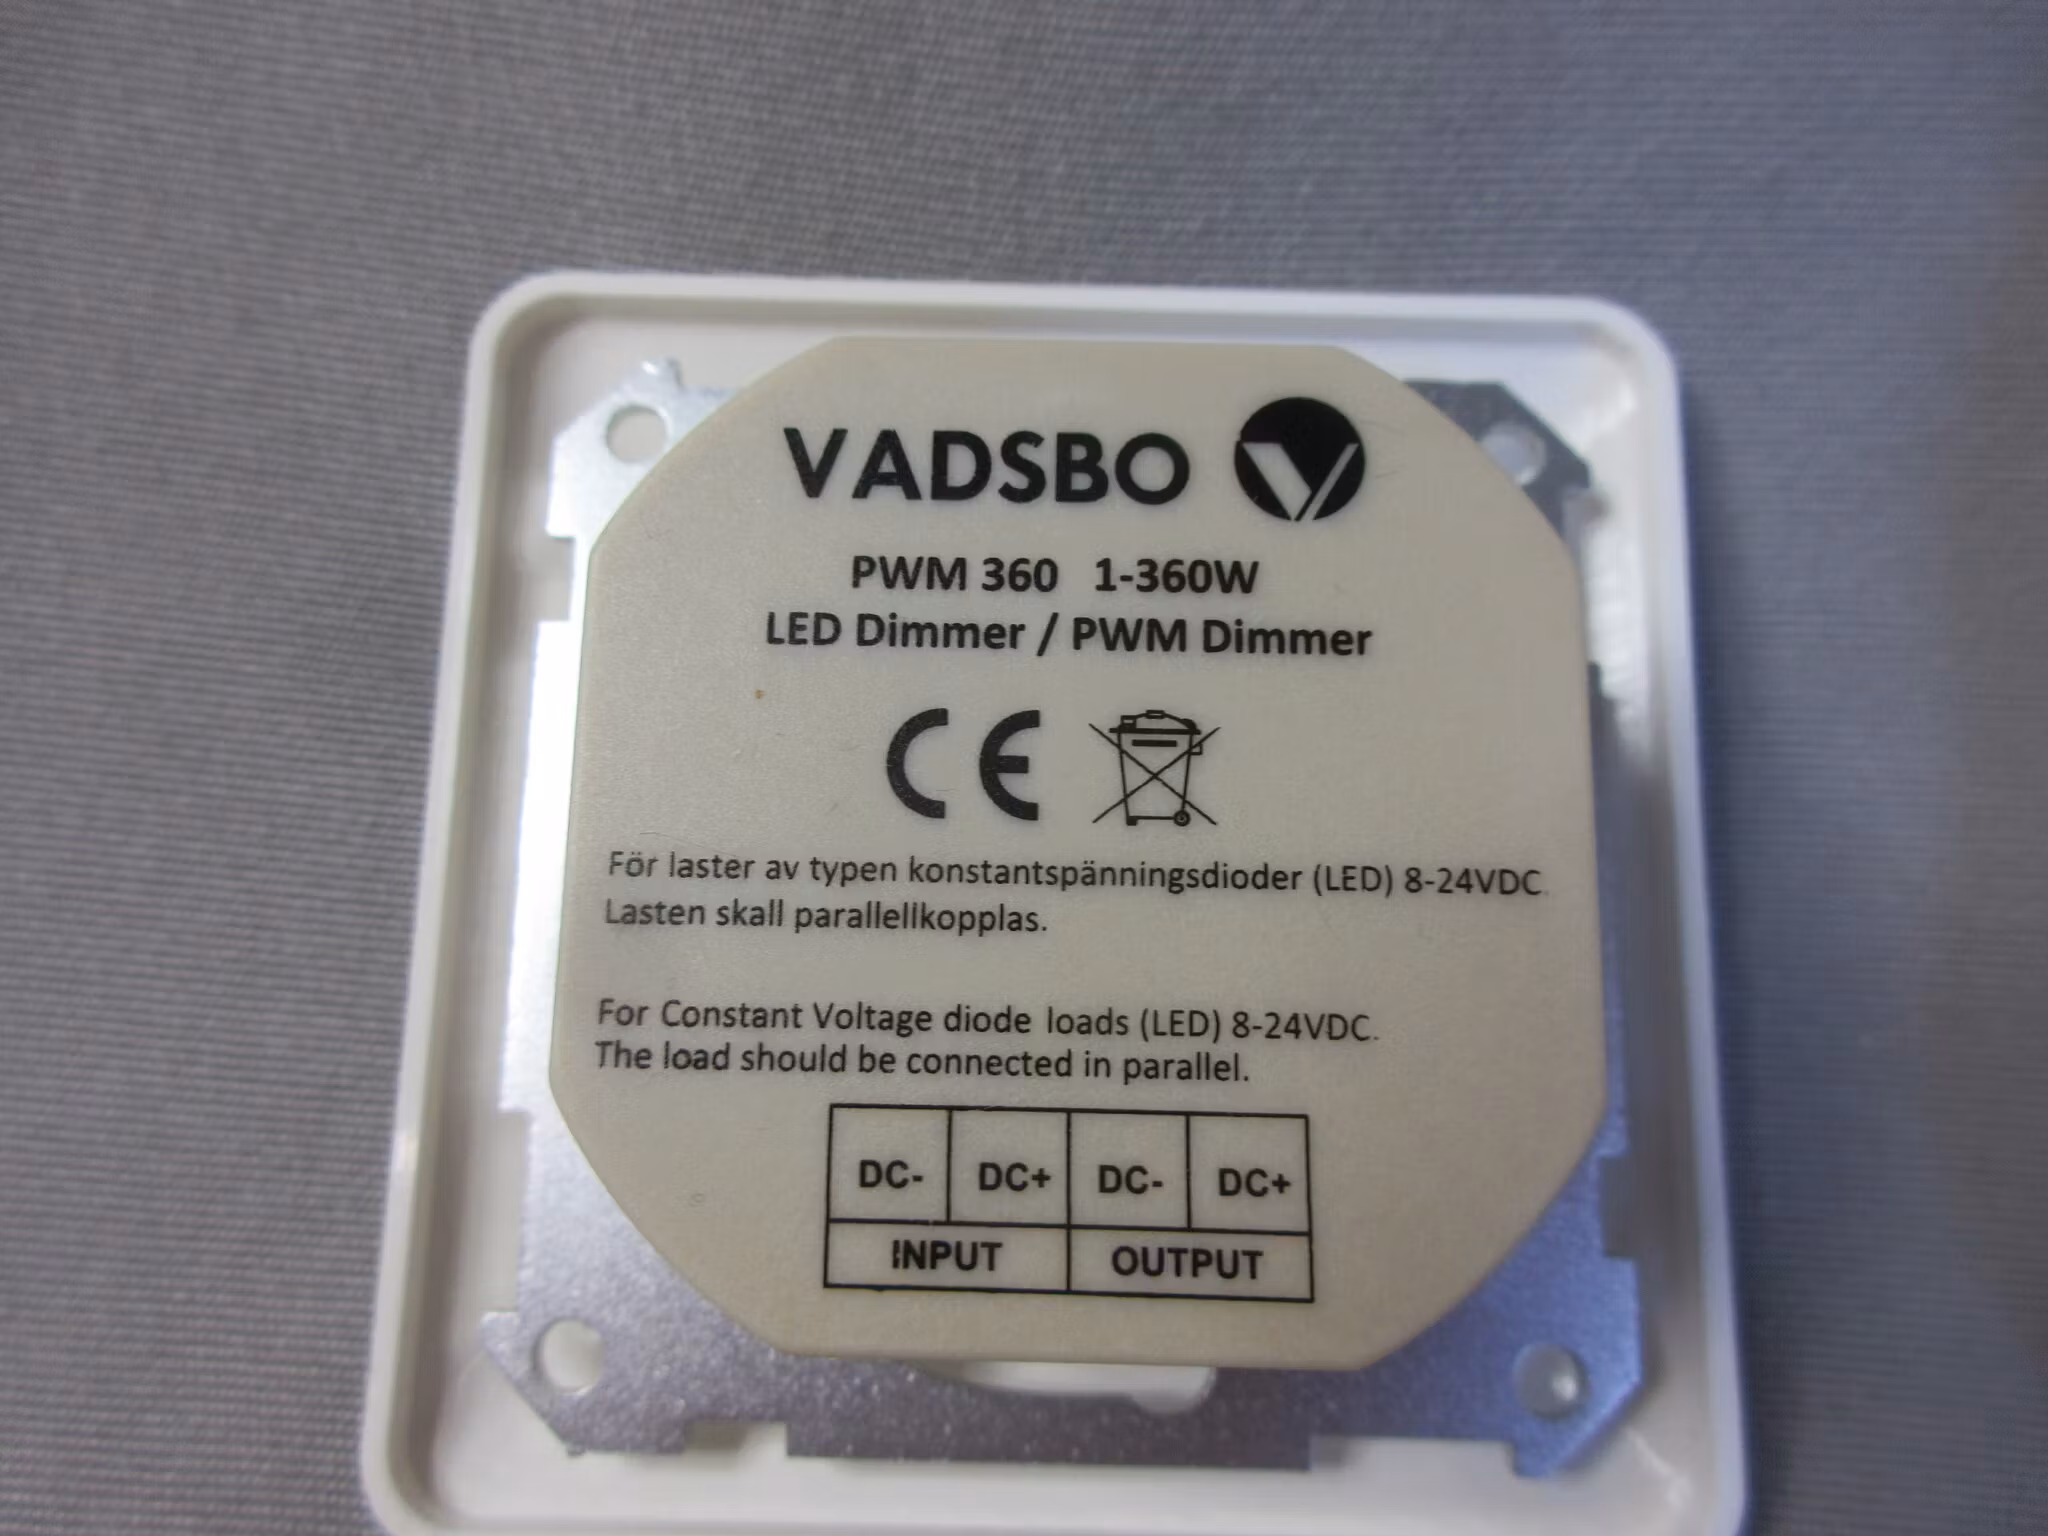 VADSBO
PWM 360 1-360W
LED Dimmer / PWM Dimmer
CE
För laster av typen konstantspänningsdioder (LED) 8-24VDC.
Lasten skall parallellkopplas.
For Constant Voltage diode loads (LED) 8-24VDC.
The load should be connected in parallel.
DC- DC+ DC- DC+
INPUT OUTPUT